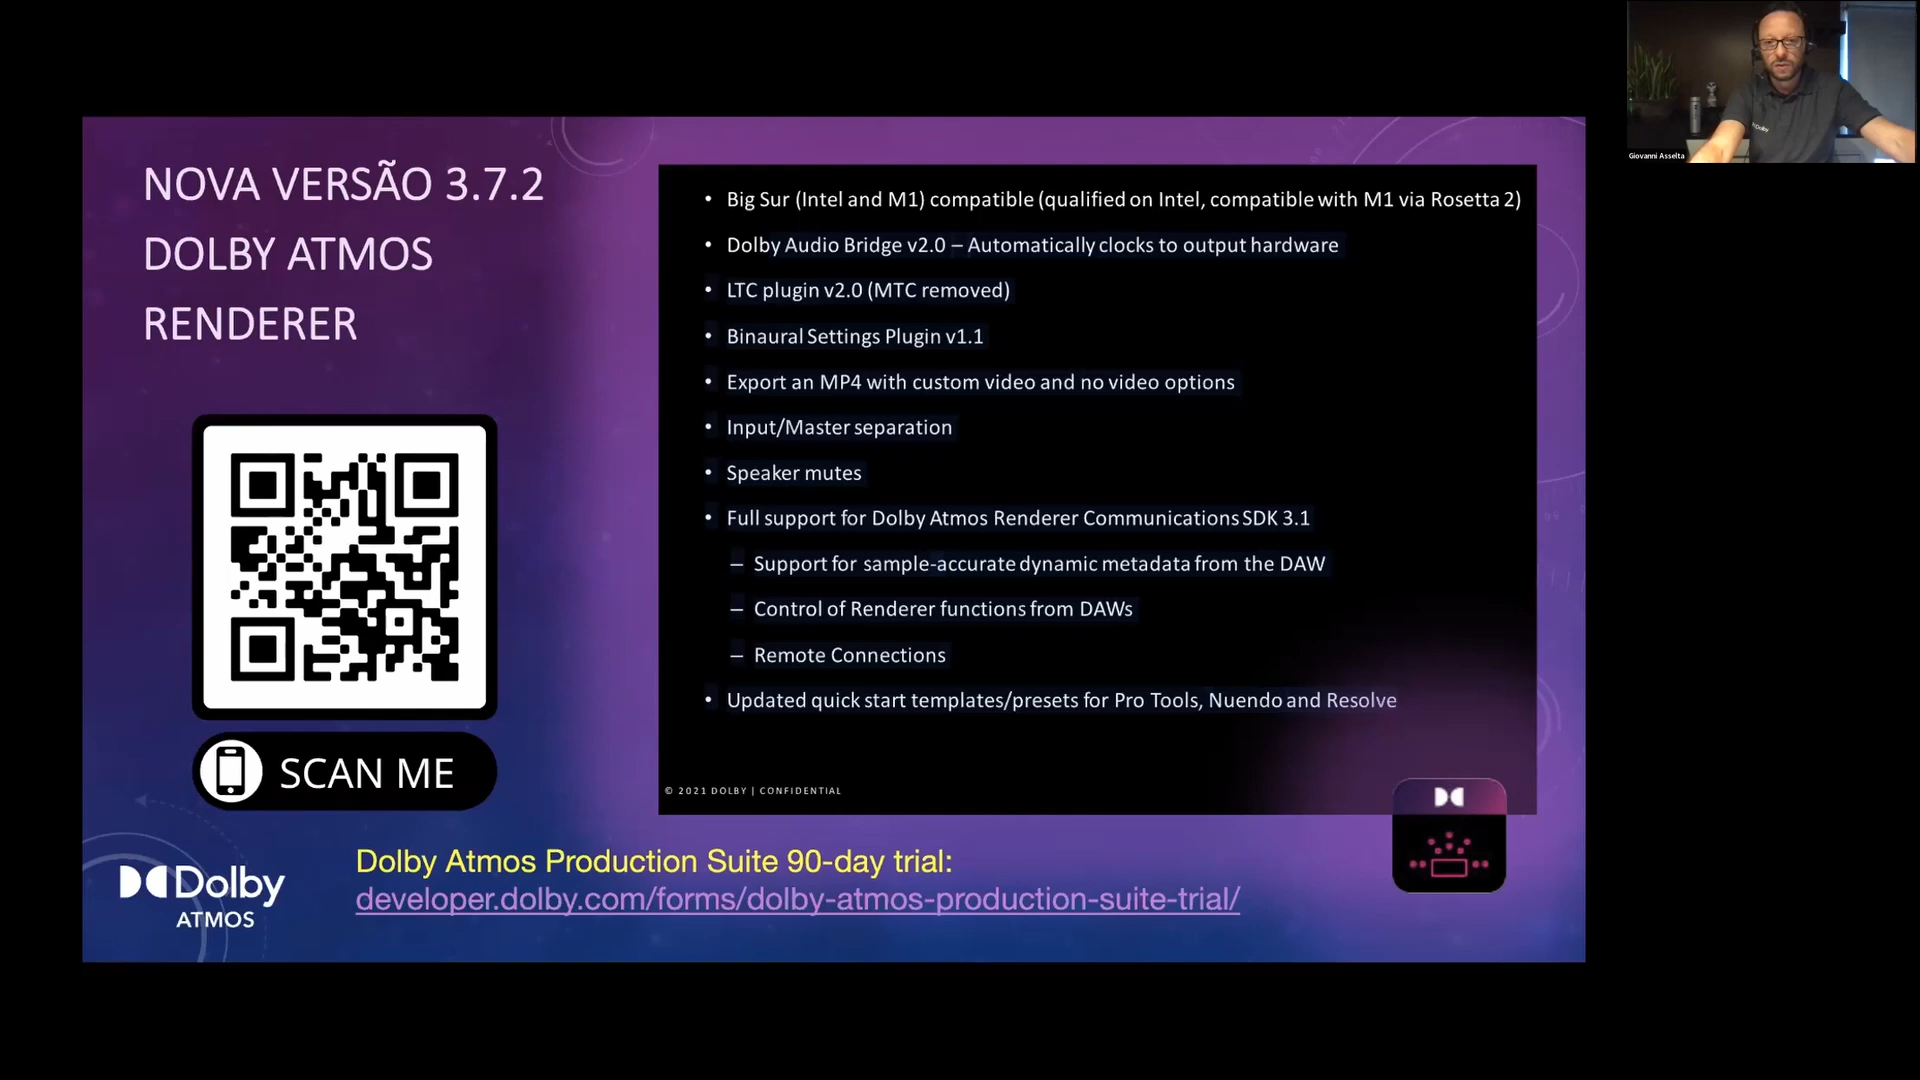 NOVA VERSÃO 3.7.2
DOLBY ATMOS
RENDERER
SCAN ME
• Big Sur (Intel and M1) compatible (qualified on Intel, compatible with M1 via Rosetta 2)
• Dolby Audio Bridge v2.0 – Automatically clocks to output hardware
• LTC plugin v2.0 (MTC removed)
• Binaural Settings Plugin v1.1
• Export an MP4 with custom video and no video options
• Input/Master separation
• Speaker mutes
• Full support for Dolby Atmos Renderer Communications SDK 3.1
– Support for sample-accurate dynamic metadata from the DAW
– Control of Renderer functions from DAWs
– Remote Connections
• Updated quick start templates/presets for Pro Tools, Nuendo and Resolve
© 2021 DOLBY | CONFIDENTIAL
Dolby Atmos Production Suite 90-day trial:
developer.dolby.com/forms/dolby-atmos-production-suite-trial/
Dolby
ATMOS
Giovanni Asselta
Dolby